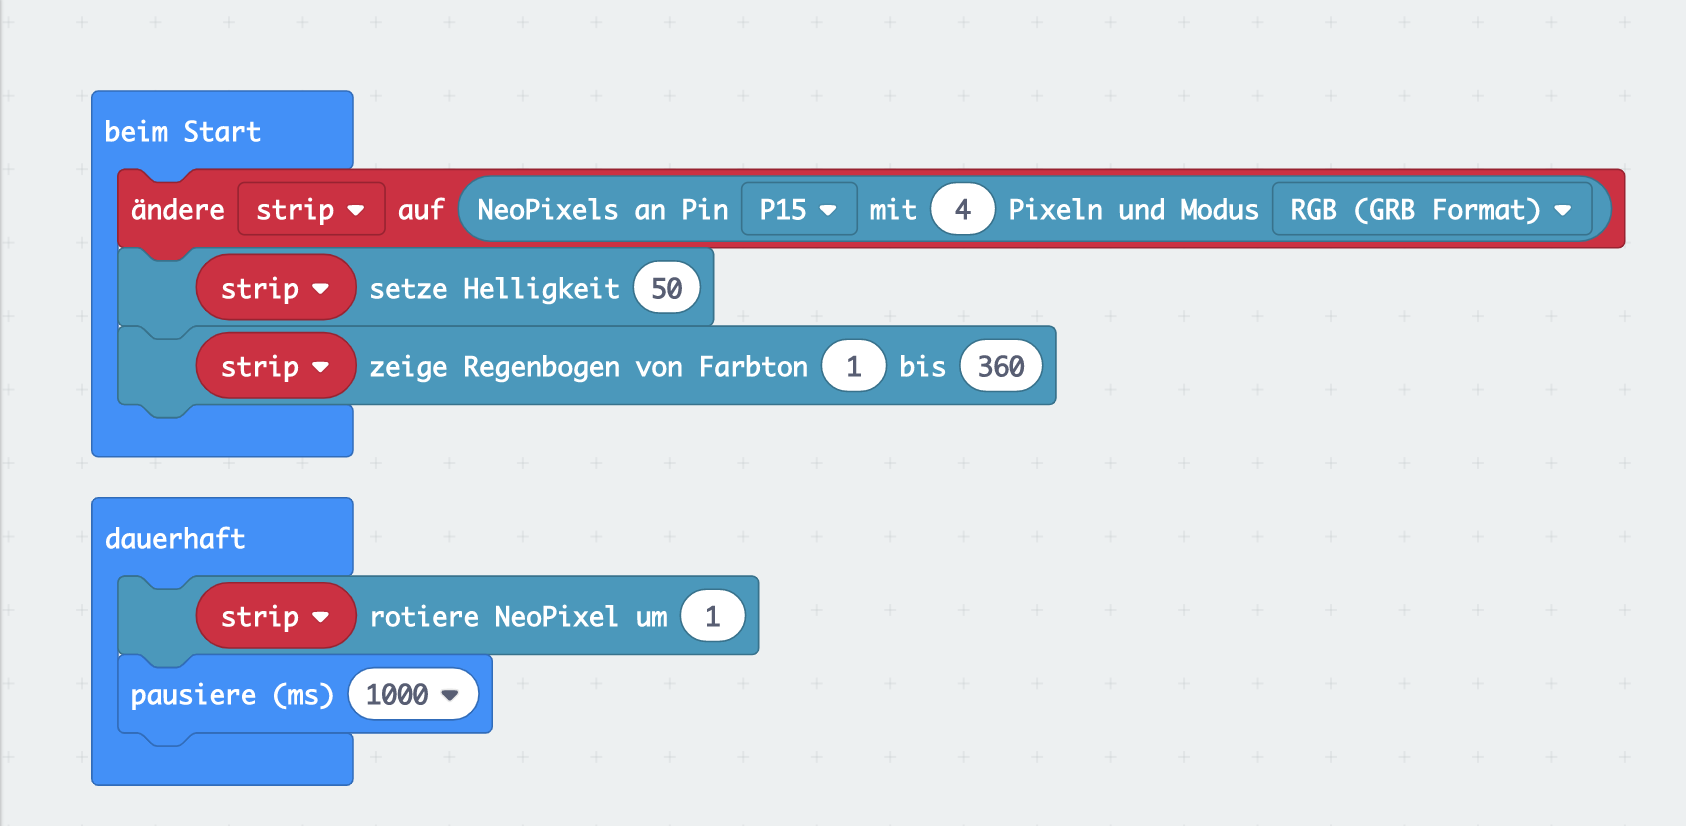 beim Start
ändere strip auf NeoPixels an Pin P15 mit 4 Pixeln und Modus RGB (GRB Format)
strip setze Helligkeit 50
strip zeige Regenbogen von Farbton 1 bis 360
dauerhaft
strip rotiere NeoPixel um 1
pausiere (ms) 1000